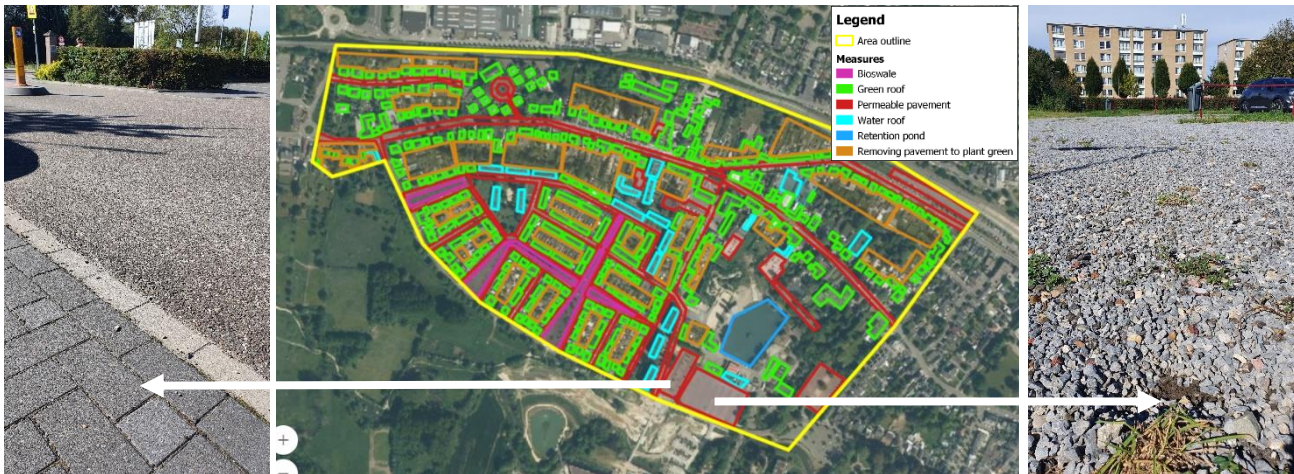 Legend
Area outline
Measures
Bioswale
Green roof
Permeable pavement
Water roof
Retention pond
Removing pavement to plant green
+